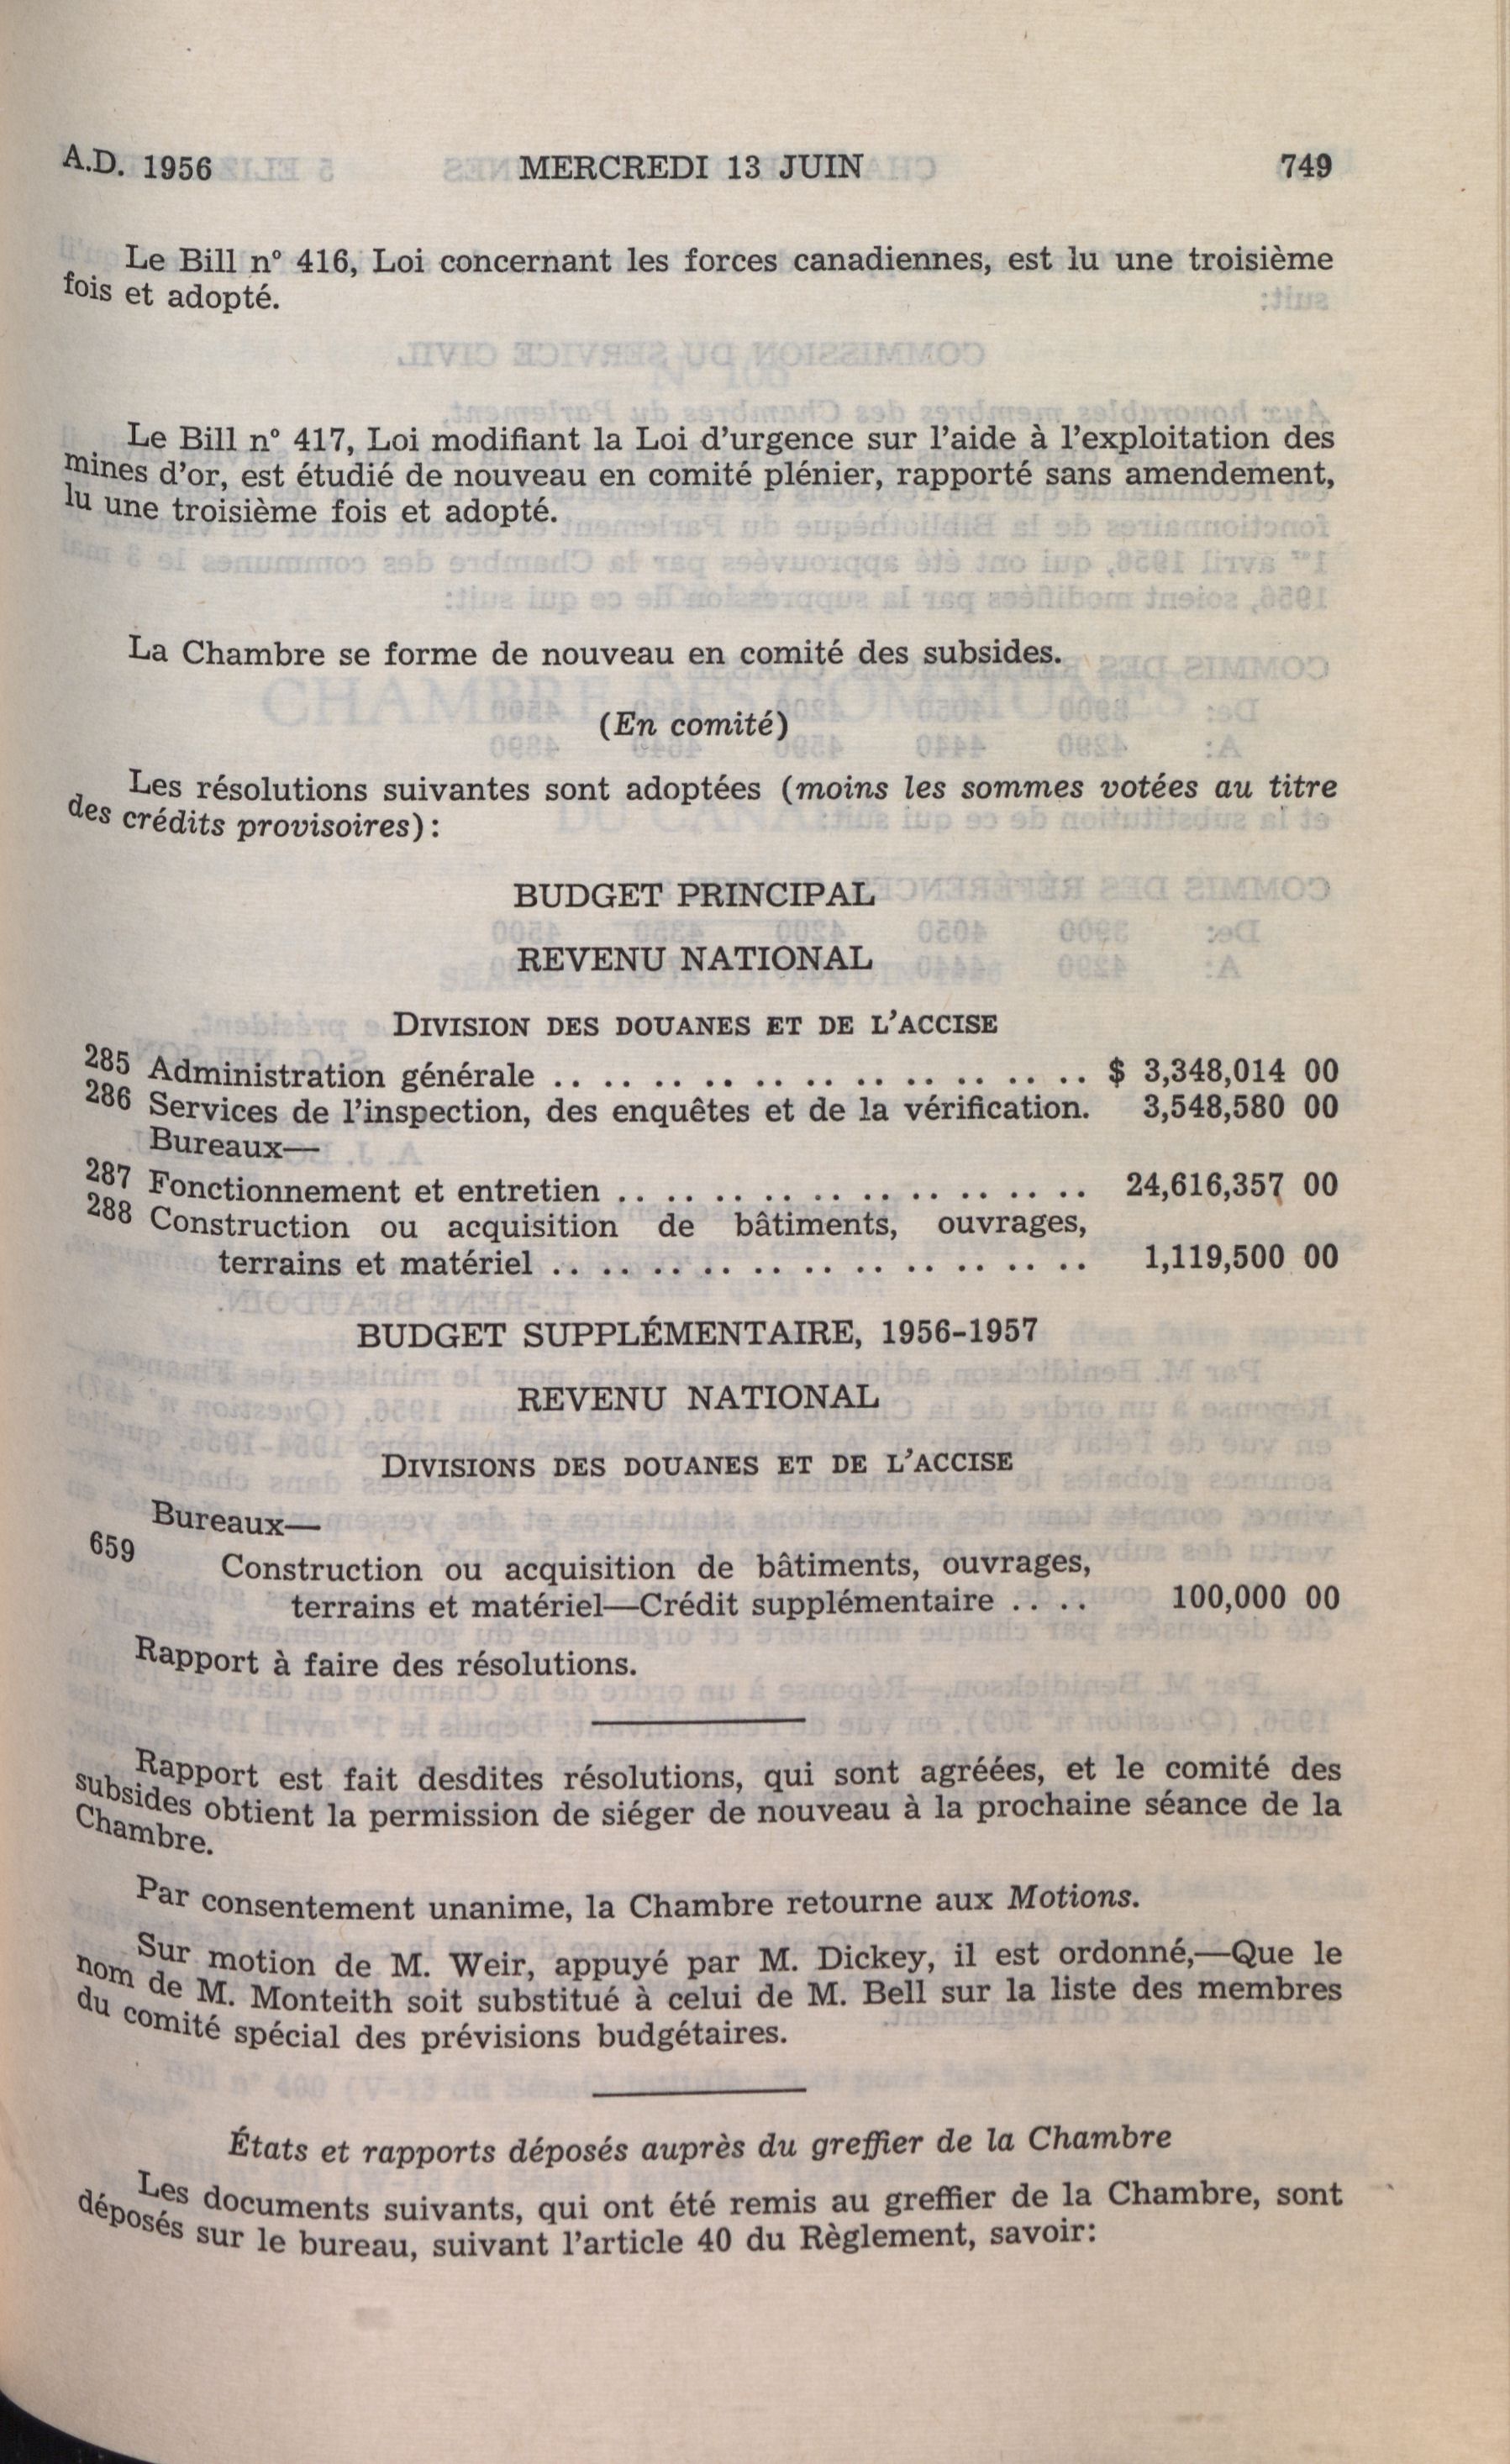 A.D. 1956 MERCREDI 13 JUIN 749
Le Bill nº 416, Loi concernant les forces canadiennes, est lu une troisième
fois et adopté.
Le Bill nº 417, Loi modifiant la Loi d'urgence sur l'aide à l'exploitation des
mines d'or, est étudié de nouveau en comité plénier, rapporté sans amendement,
lu une troisième fois et adopté.
La Chambre se forme de nouveau en comité des subsides.
(En comité)
Les résolutions suivantes sont adoptées (moins les sommes votées au titre
des crédits provisoires):
BUDGET PRINCIPAL
REVENU NATIONAL
DIVISION DES DOUANES ET DE L'ACCISE
285 Administration générale .. .. .. .. .. .. .. .. .. .. .. $ 3,348,014 00
286 Services de l'inspection, des enquêtes et de la vérification. 3,548,580 00
Bureaux—
287 Fonctionnement et entretien .. .. .. .. .. .. .. .. .. .. 24,616,357 00
288 Construction ou acquisition de bâtiments, ouvrages,
terrains et matériel .. .. .. .. .. .. .. .. .. .. .. 1,119,500 00
BUDGET SUPPLÉMENTAIRE, 1956-1957
REVENU NATIONAL
DIVISIONS DES DOUANES ET DE L'ACCISE
Bureaux—
659 Construction ou acquisition de bâtiments, ouvrages,
terrains et matériel—Crédit supplémentaire .. .. 100,000 00
Rapport à faire des résolutions.
Rapport est fait desdites résolutions, qui sont agréées, et le comité des
subsides obtient la permission de siéger de nouveau à la prochaine séance de la
Chambre.
Par consentement unanime, la Chambre retourne aux Motions.
Sur motion de M. Weir, appuyé par M. Dickey, il est ordonné,—Que le
nom de M. Monteith soit substitué à celui de M. Bell sur la liste des membres
du comité spécial des prévisions budgétaires.
États et rapports déposés auprès du greffier de la Chambre
Les documents suivants, qui ont été remis au greffier de la Chambre, sont
déposés sur le bureau, suivant l'article 40 du Règlement, savoir: